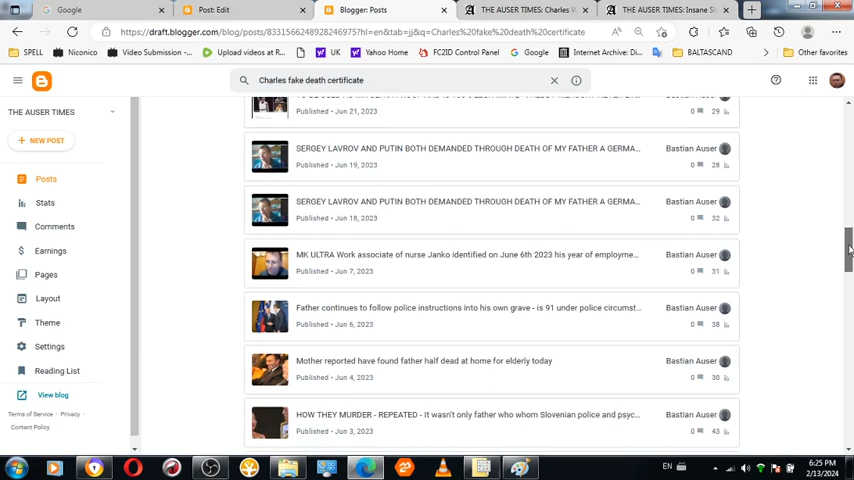 Google
Post: Edit
Blogger: Posts
THE AUSER TIMES: Charles W
THE AUSER TIMES: Insane S
https://draft.blogger.com/blog/posts/8331566248928246975?hl=en&tab=jj&q=Charles%20fake%20death%20certificate
SPELL
Niconico
Video Submission -...
Upload videos at R...
UK
Yahoo Home
FC2ID Control Panel
Google
Internet Archive: Di...
BALTASCAND
Other favorites
Charles fake death certificate
THE AUSER TIMES
NEW POST
Posts
Stats
Comments
Earnings
Pages
Layout
Theme
Settings
Reading List
View blog
Terms of Service · Privacy ·
Content Policy
Published · Jun 21, 2023
0 29
SERGEY LAVROV AND PUTIN BOTH DEMANDED THROUGH DEATH OF MY FATHER A GERMA...
Bastian Auser
Published · Jun 19, 2023
0 28
SERGEY LAVROV AND PUTIN BOTH DEMANDED THROUGH DEATH OF MY FATHER A GERMA...
Bastian Auser
Published · Jun 18, 2023
0 32
MK ULTRA Work associate of nurse Janko identified on June 6th 2023 his year of employme...
Bastian Auser
Published · Jun 7, 2023
0 31
Father continues to follow police instructions into his own grave - is 91 under police circumst...
Bastian Auser
Published · Jun 6, 2023
0 38
Mother reported have found father half dead at home for elderly today
Bastian Auser
Published · Jun 4, 2023
0 30
HOW THEY MURDER - REPEATED - It wasn't only father who whom Slovenian police and psyc...
Bastian Auser
Published · Jun 3, 2023
0 43
EN
6:25 PM
2/13/2024